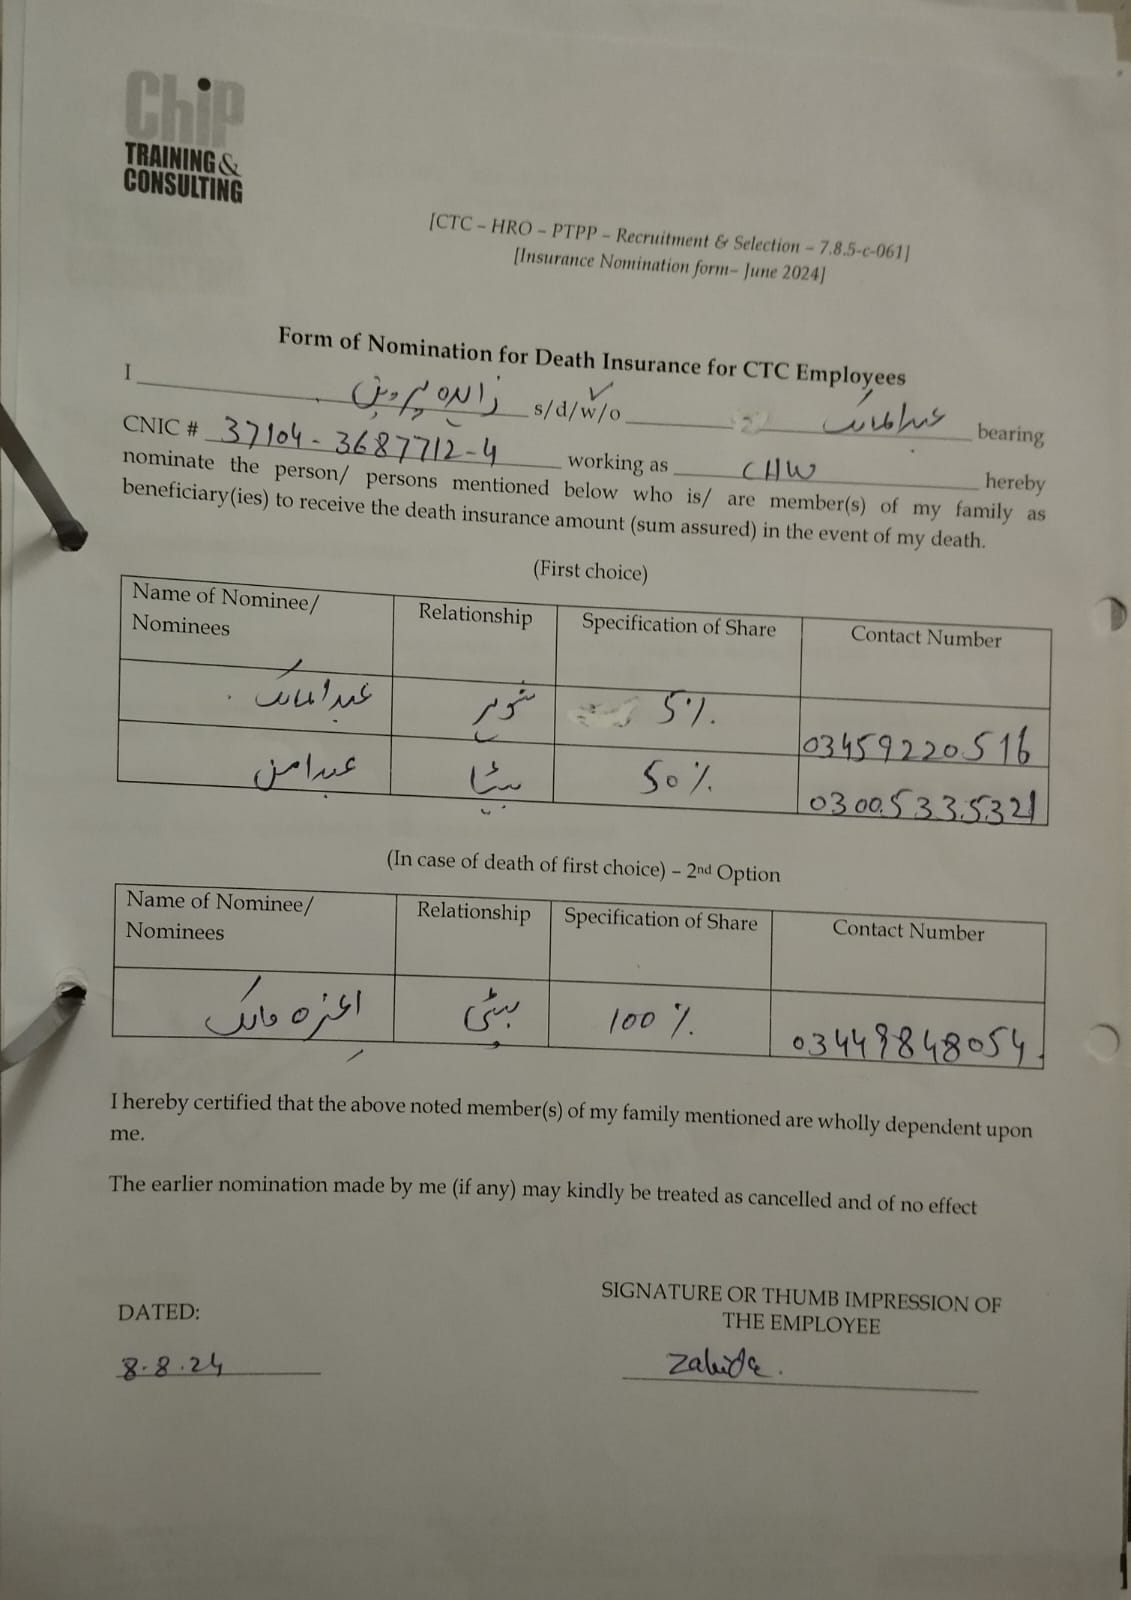 Chip
TRAINING &
CONSULTING
[CTC – HRO – PTPP – Recruitment & Selection – 7.8.5-c-061]
[Insurance Nomination form– June 2024]
Form of Nomination for Death Insurance for CTC Employees
I زاہدہ پروین s/d/w/o ✓ عبدالمالک bearing
CNIC # 37104-3687712-4 working as CHW hereby
nominate the person/ persons mentioned below who is/ are member(s) of my family as
beneficiary(ies) to receive the death insurance amount (sum assured) in the event of my death.
(First choice)
Name of Nominee/ Nominees Relationship Specification of Share Contact Number
عبدالمالک شوہر 5%. 03459220516
عبدامن بیٹا 50%. 03005335321
(In case of death of first choice) – 2nd Option
Name of Nominee/ Nominees Relationship Specification of Share Contact Number
مالک بیٹی 100%. 03449848054.
I hereby certified that the above noted member(s) of my family mentioned are wholly dependent upon
me.
The earlier nomination made by me (if any) may kindly be treated as cancelled and of no effect
SIGNATURE OR THUMB IMPRESSION OF
THE EMPLOYEE
DATED:
8.8.24
Zahida.